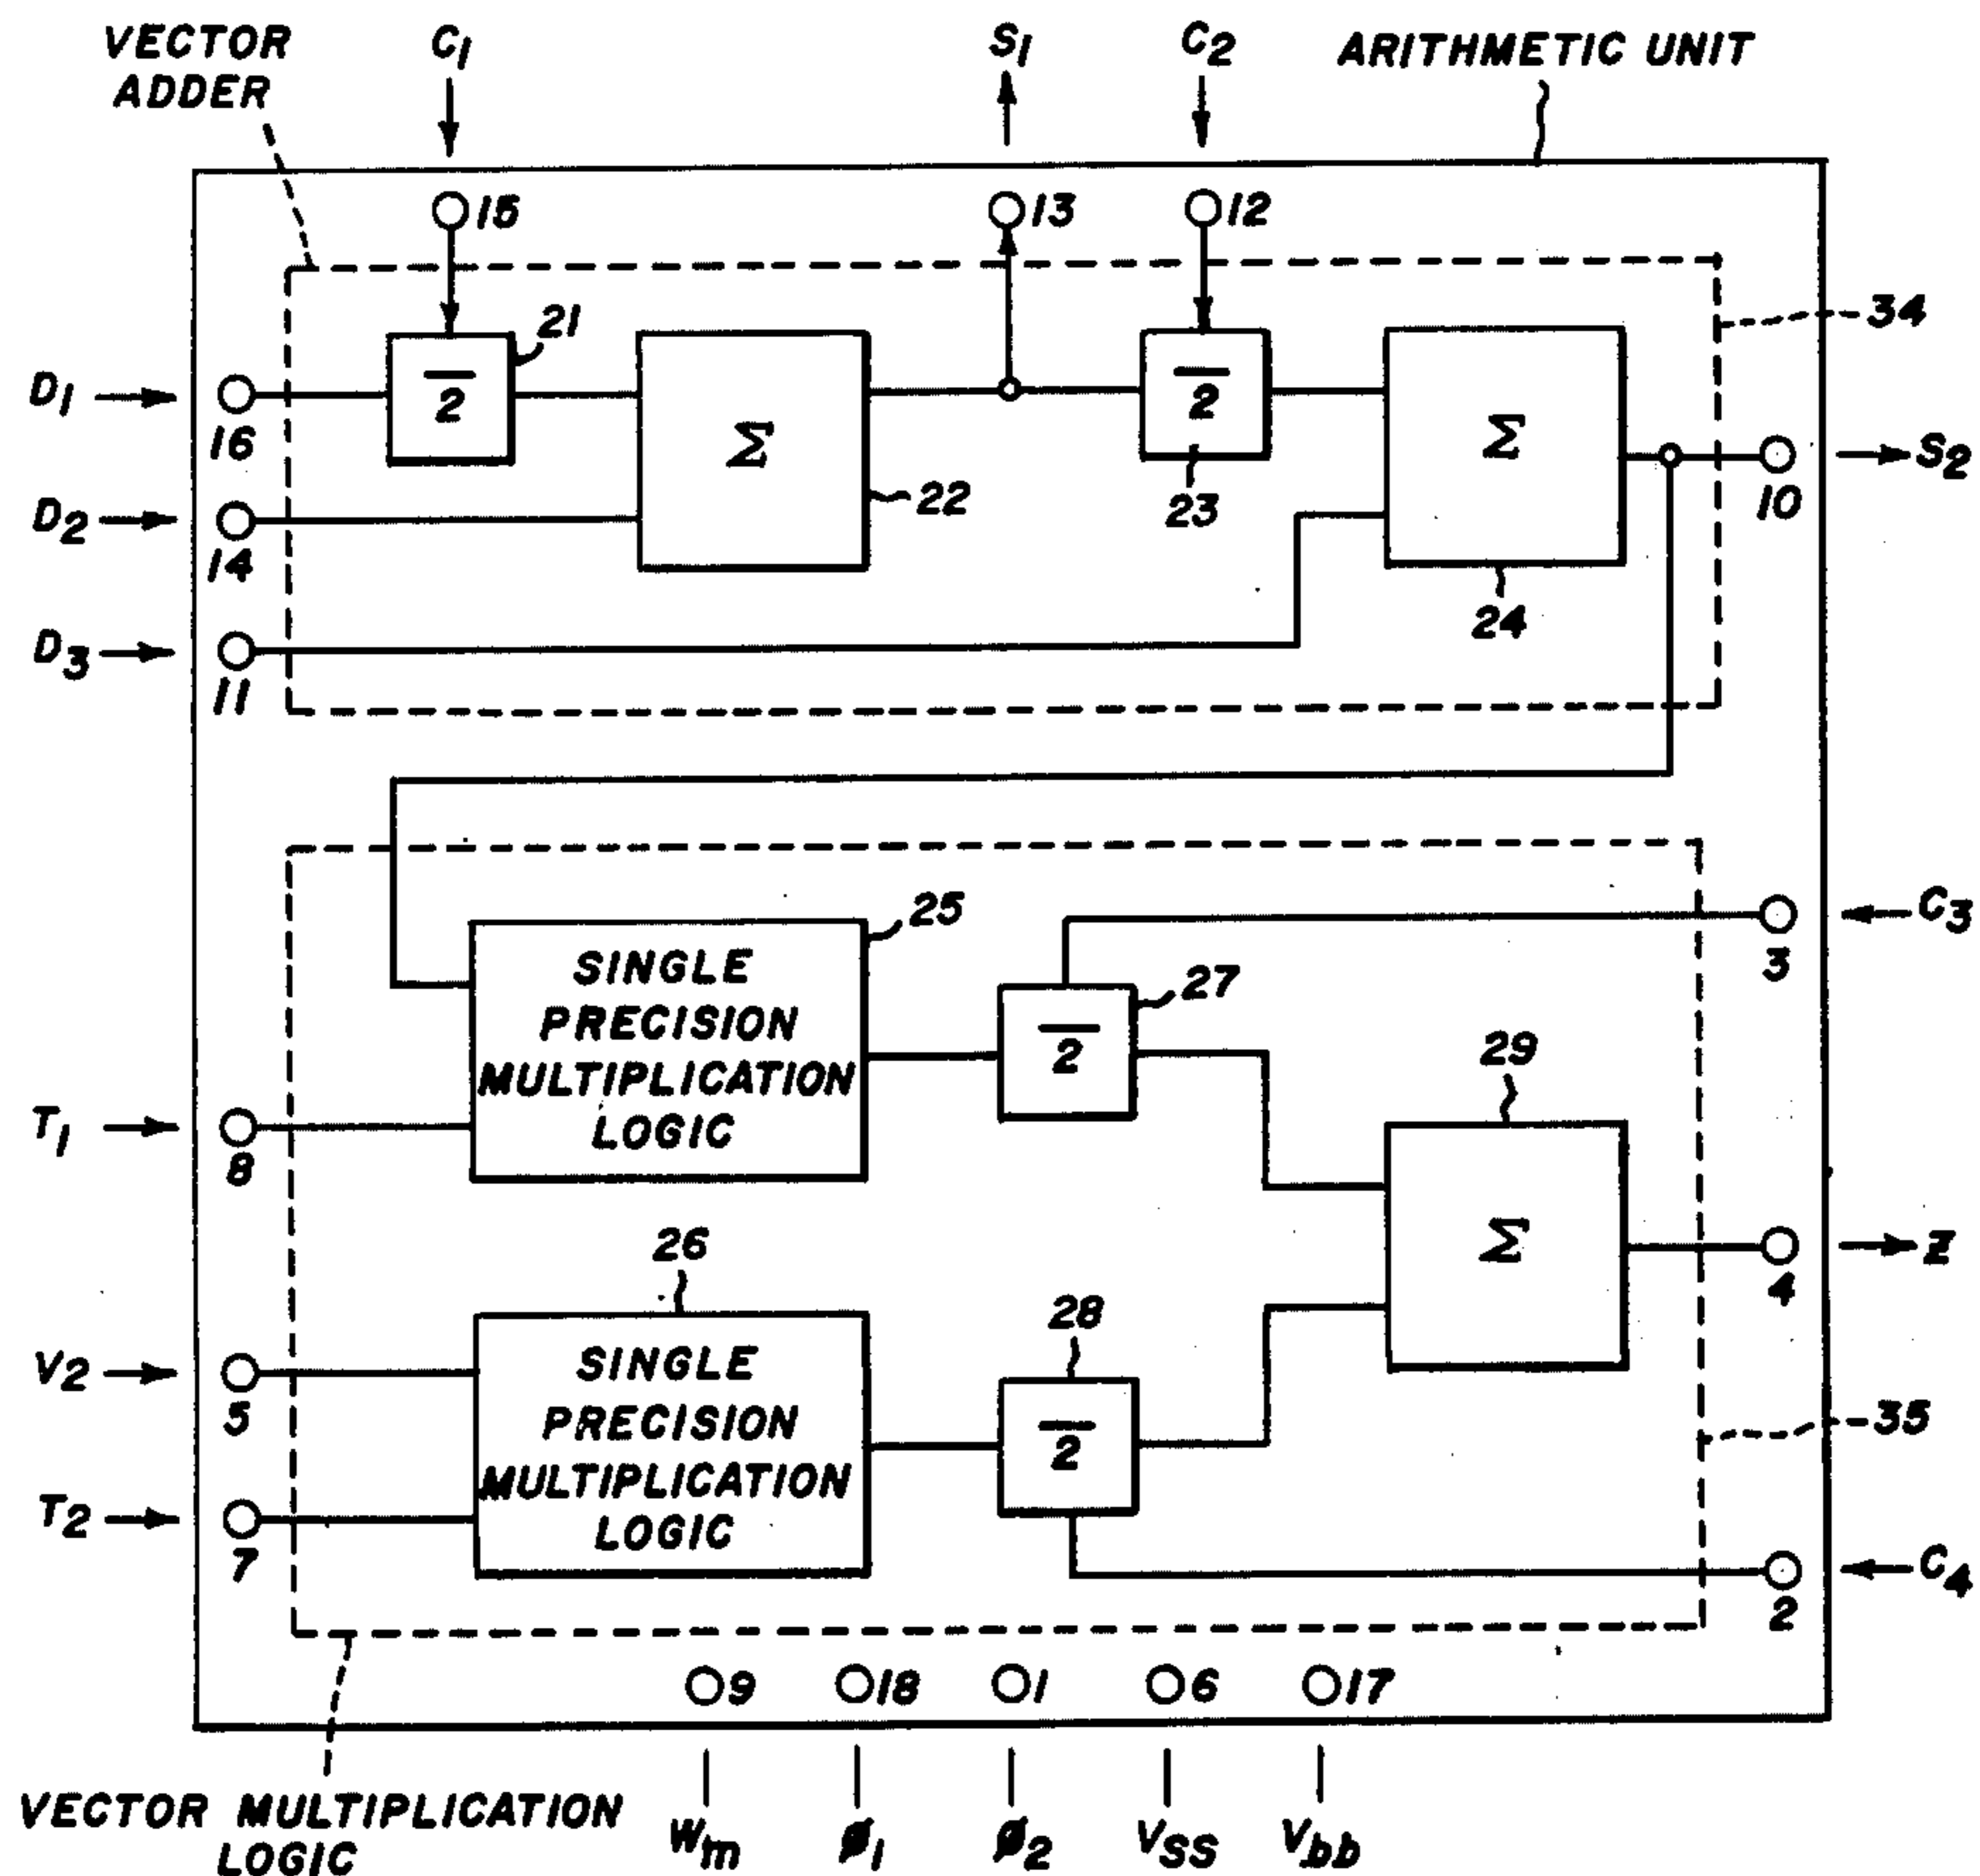 VECTOR
ADDER
C1
S1
C2
ARITHMETIC UNIT
15
13
12
21
34
D1
16
2
Σ
2
Σ
S2
10
22
23
D2
14
24
D3
11
25
C3
3
SINGLE
PRECISION
MULTIPLICATION
LOGIC
27
2
29
T1
8
26
Σ
Z
4
28
V2
5
SINGLE
PRECISION
MULTIPLICATION
LOGIC
2
35
T2
7
C4
2
9
18
1
6
17
VECTOR MULTIPLICATION
LOGIC
Wm
ø1
ø2
VSS
Vbb